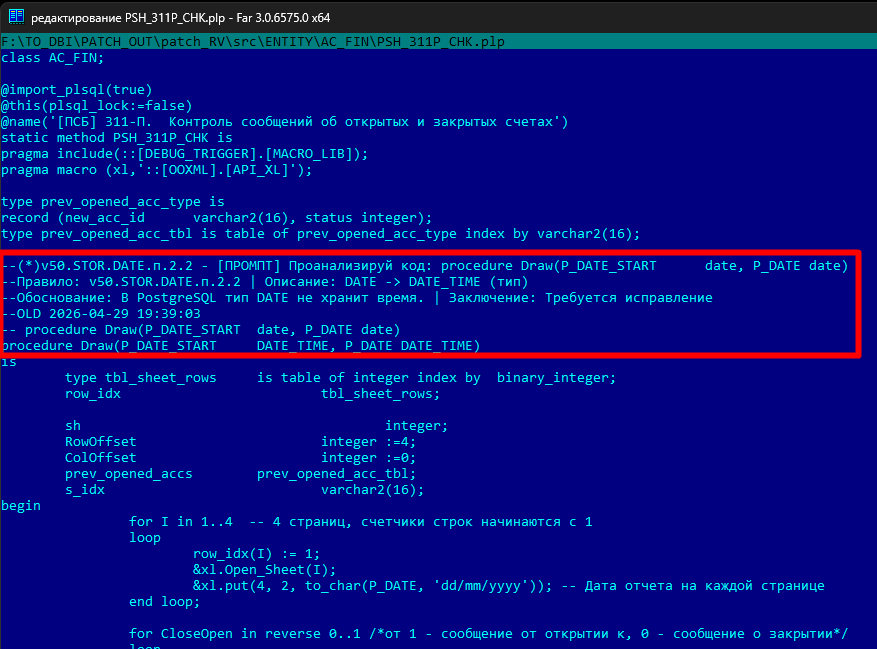 редактирование PSH_311P_CHK.plp - Far 3.0.6575.0 x64
F:\TO_DBI\PATCH_OUT\patch_RV\src\ENTITY\AC_FIN\PSH_311P_CHK.plp
class AC_FIN;
@import_plsql(true)
@this(plsql_lock:=false)
@name('[ПСБ] 311-П.  Контроль сообщений об открытых и закрытых счетах')
static method PSH_311P_CHK is
pragma include(::[DEBUG_TRIGGER].[MACRO_LIB]);
pragma macro (xl,'::[OOXML].[API_XL]');
type prev_opened_acc_type is
record (new_acc_id      varchar2(16), status integer);
type prev_opened_acc_tbl is table of prev_opened_acc_type index by varchar2(16);
--(*)v50.STOR.DATE.п.2.2 - [ПРОМПТ] Проанализируй код: procedure Draw(P_DATE_START      date, P_DATE date)
--Правило: v50.STOR.DATE.п.2.2 | Описание: DATE -> DATE_TIME (тип)
--Обоснование: В PostgreSQL тип DATE не хранит время. | Заключение: Требуется исправление
--OLD 2026-04-29 19:39:03
-- procedure Draw(P_DATE_START  date, P_DATE date)
procedure Draw(P_DATE_START     DATE_TIME, P_DATE DATE_TIME)
is
        type tbl_sheet_rows     is table of integer index by  binary_integer;
        row_idx                         tbl_sheet_rows;
        sh                                      integer;
        RowOffset                       integer :=4;
        ColOffset                       integer :=0;
        prev_opened_accs        prev_opened_acc_tbl;
        s_idx                           varchar2(16);
begin
                for I in 1..4  -- 4 страниц, счетчики строк начинаются с 1
                loop
                        row_idx(I) := 1;
                        &xl.Open_Sheet(I);
                        &xl.put(4, 2, to_char(P_DATE, 'dd/mm/yyyy')); -- Дата отчета на каждой странице
                end loop;
                for CloseOpen in reverse 0..1 /*от 1 - сообщение от открытии к, 0 - сообщение о закрытии*/
                loop